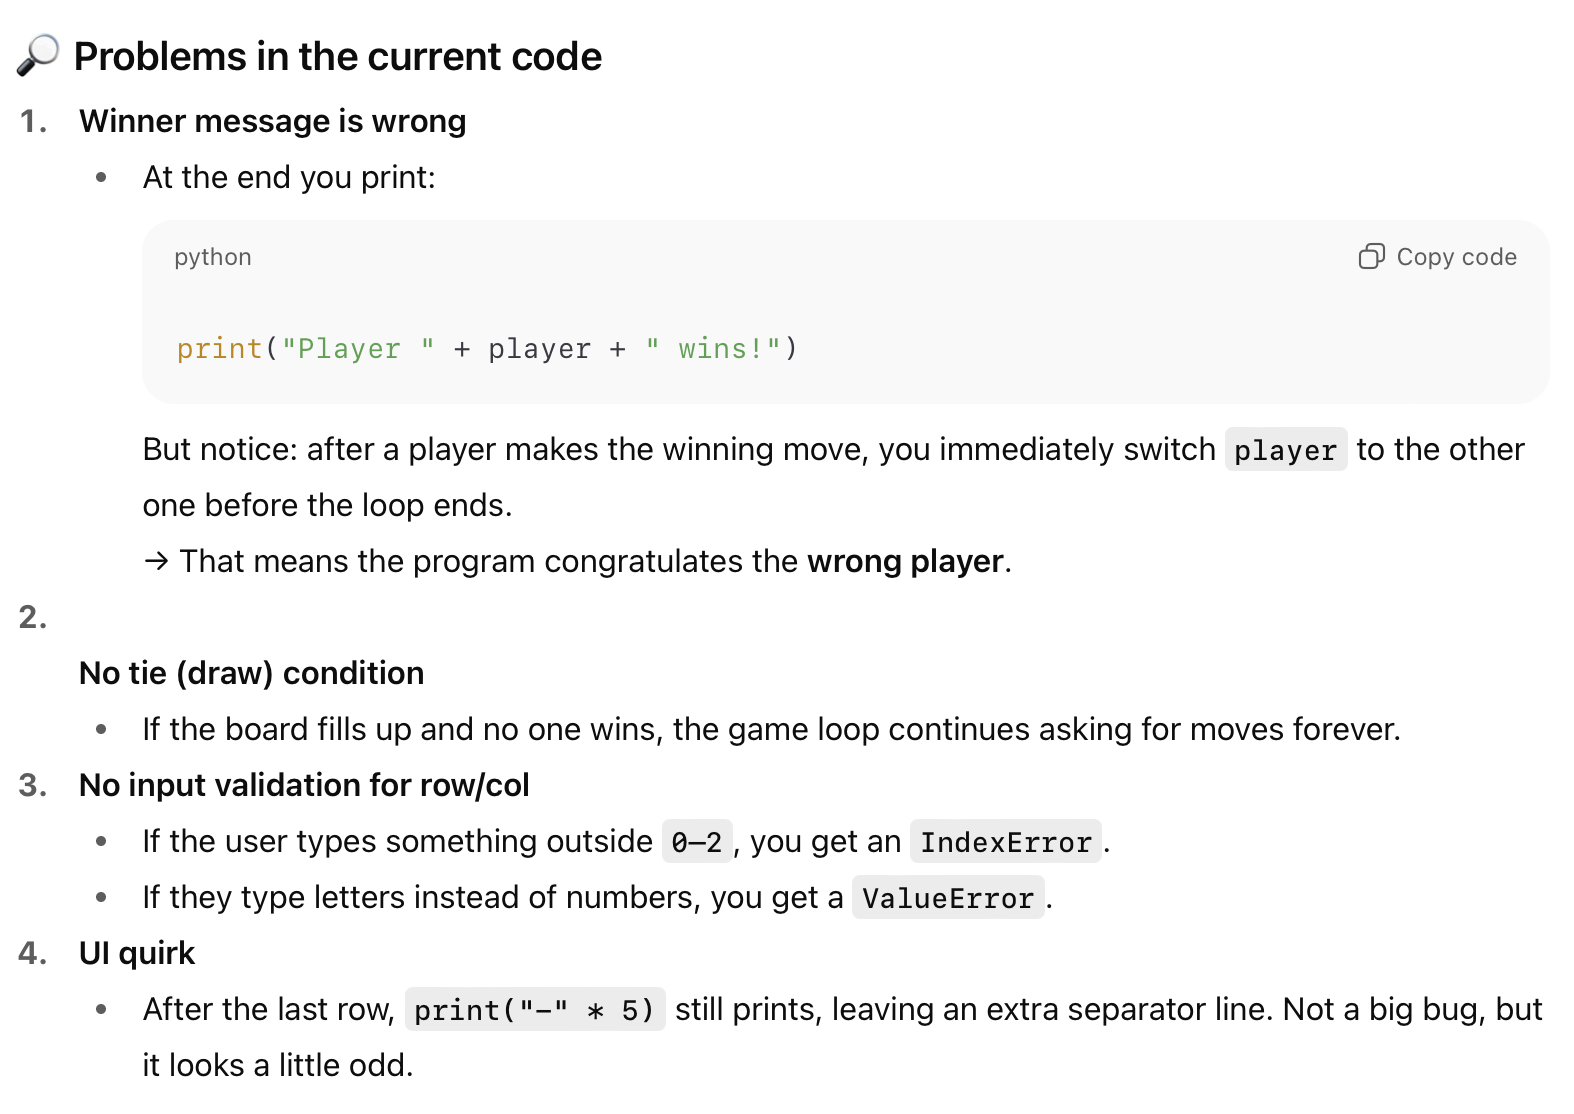 🔎 Problems in the current code
1. Winner message is wrong
• At the end you print:
python
Copy code
print("Player " + player + " wins!")
But notice: after a player makes the winning move, you immediately switch player to the other
one before the loop ends.
→ That means the program congratulates the wrong player.
2.
No tie (draw) condition
• If the board fills up and no one wins, the game loop continues asking for moves forever.
3. No input validation for row/col
• If the user types something outside 0–2, you get an IndexError.
• If they type letters instead of numbers, you get a ValueError.
4. UI quirk
• After the last row, print("-" * 5) still prints, leaving an extra separator line. Not a big bug, but
it looks a little odd.